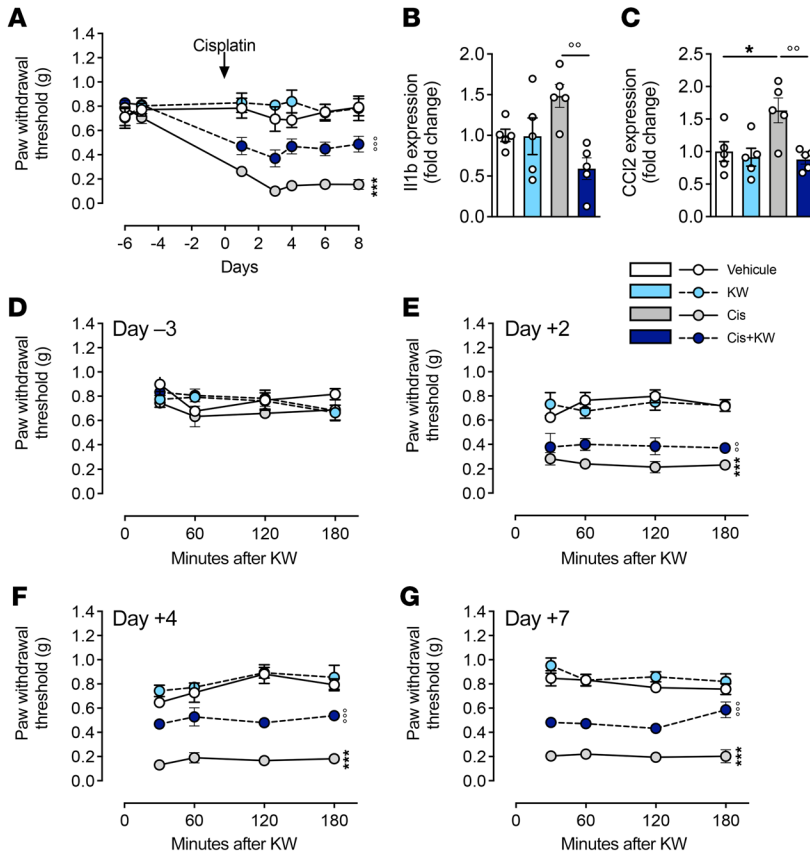 A
Paw withdrawal
threshold (g)
1.4
1.2
1.0
0.8
0.6
0.4
0.2
0.0
Cisplatin
°°°
***
-6 -4 -2 0 2 4 6 8
Days
B
Il1b expression
(fold change)
2.0
1.5
1.0
0.5
0.0
°°
C
CCl2 expression
(fold change)
2.5
2.0
1.5
1.0
0.5
0.0
*
°°
Vehicule
KW
Cis
Cis+KW
D
Day –3
Paw withdrawal
threshold (g)
1.4
1.2
1.0
0.8
0.6
0.4
0.2
0.0
0 60 120 180
Minutes after KW
E
Day +2
Paw withdrawal
threshold (g)
1.4
1.2
1.0
0.8
0.6
0.4
0.2
0.0
°°
***
0 60 120 180
Minutes after KW
F
Day +4
Paw withdrawal
threshold (g)
1.4
1.2
1.0
0.8
0.6
0.4
0.2
0.0
°°°
***
0 60 120 180
Minutes after KW
G
Day +7
Paw withdrawal
threshold (g)
1.4
1.2
1.0
0.8
0.6
0.4
0.2
0.0
°°°
***
0 60 120 180
Minutes after KW